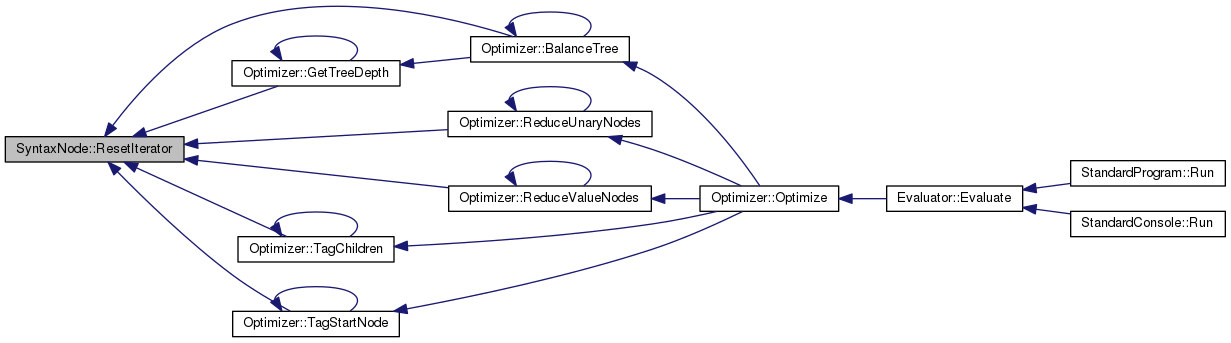 Optimizer::BalanceTree
Optimizer::GetTreeDepth
Optimizer::ReduceUnaryNodes
SyntaxNode::ResetIterator
StandardProgram::Run
Optimizer::ReduceValueNodes
Optimizer::Optimize
Evaluator::Evaluate
StandardConsole::Run
Optimizer::TagChildren
Optimizer::TagStartNode